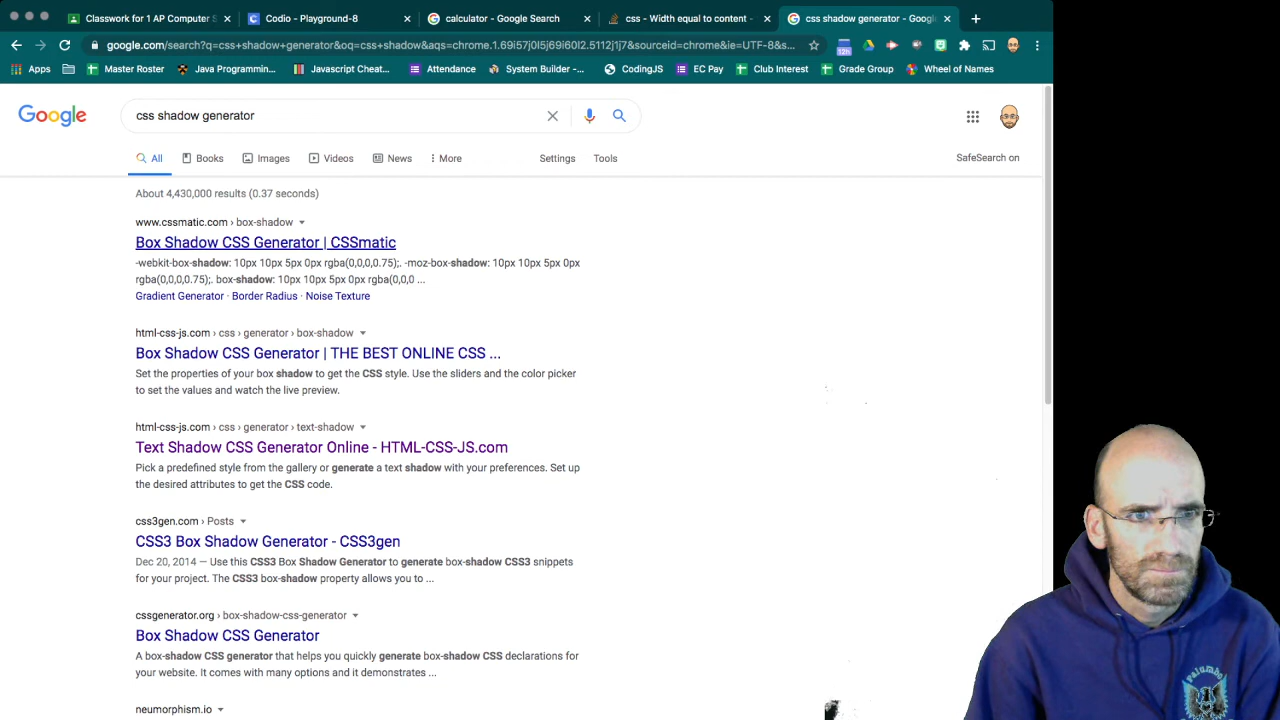 Classwork for 1 AP Computer S
Codio - Playground-8
calculator - Google Search
css - Width equal to content -
css shadow generator - Googl
google.com/search?q=css+shadow+generator&oq=css+shadow&aqs=chrome.1.69i57j0l5j69i60l2.5112j1j7&sourceid=chrome&ie=UTF-8&s...
12h
Apps
Master Roster
Java Programmin...
Javascript Cheat...
Attendance
System Builder -...
CodingJS
EC Pay
Club Interest
Grade Group
Wheel of Names
Google
css shadow generator
All
Books
Images
Videos
News
More
Settings
Tools
SafeSearch on
About 4,430,000 results (0.37 seconds)
www.cssmatic.com › box-shadow
Box Shadow CSS Generator | CSSmatic
-webkit-box-shadow: 10px 10px 5px 0px rgba(0,0,0,0.75);. -moz-box-shadow: 10px 10px 5px 0px
rgba(0,0,0,0.75);. box-shadow: 10px 10px 5px 0px rgba(0,0,0 ...
Gradient Generator · Border Radius · Noise Texture
html-css-js.com › css › generator › box-shadow
Box Shadow CSS Generator | THE BEST ONLINE CSS ...
Set the properties of your box shadow to get the CSS style. Use the sliders and the color picker
to set the values and watch the live preview.
html-css-js.com › css › generator › text-shadow
Text Shadow CSS Generator Online - HTML-CSS-JS.com
Pick a predefined style from the gallery or generate a text shadow with your preferences. Set up
the desired attributes to get the CSS code.
css3gen.com › Posts
CSS3 Box Shadow Generator - CSS3gen
Dec 20, 2014 — Use this CSS3 Box Shadow Generator to generate box-shadow CSS3 snippets
for your project. The CSS3 box-shadow property allows you to ...
cssgenerator.org › box-shadow-css-generator
Box Shadow CSS Generator
A box-shadow CSS generator that helps you quickly generate box-shadow CSS declarations for
your website. It comes with many options and it demonstrates ...
neumorphism.io
Palumbo